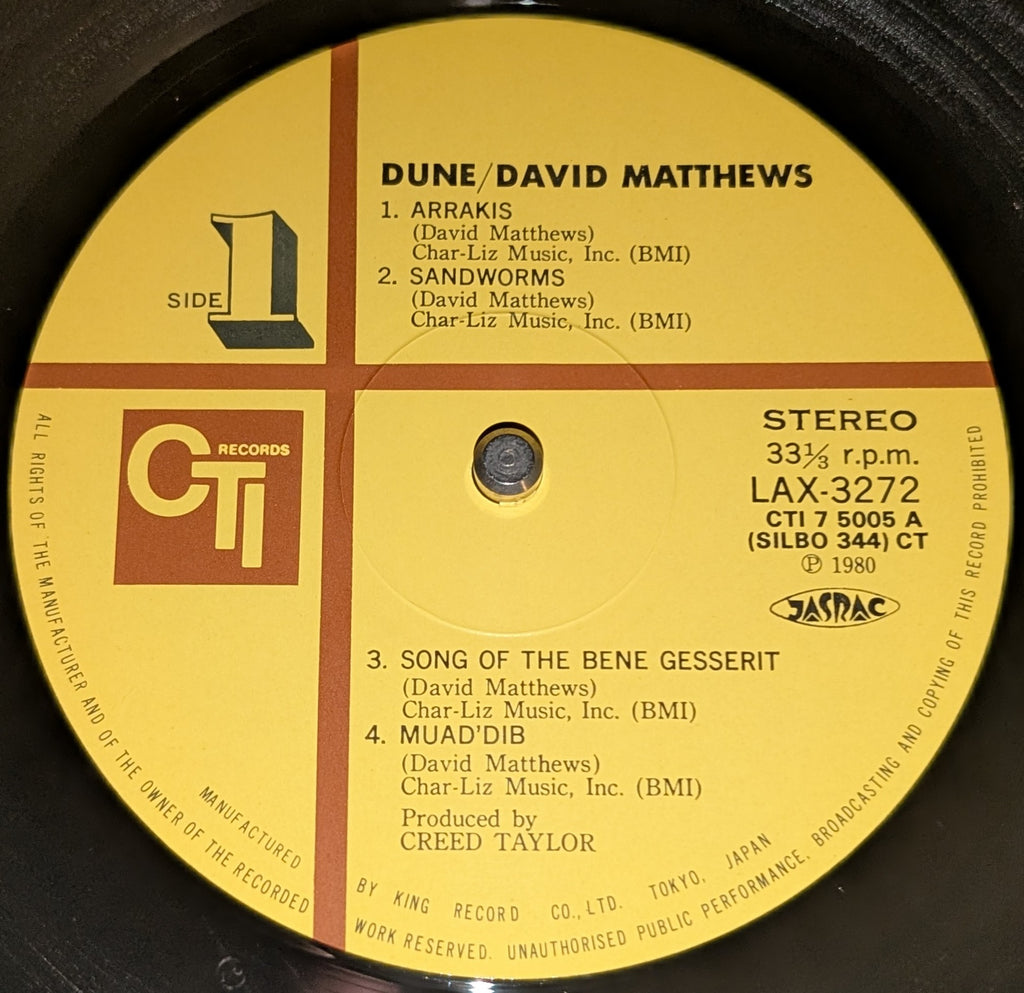 DUNE/DAVID MATTHEWS
1. ARRAKIS
(David Matthews)
Char-Liz Music, Inc. (BMI)
2. SANDWORMS
(David Matthews)
Char-Liz Music, Inc. (BMI)
SIDE 1
CTI RECORDS
STEREO
33⅓ r.p.m.
LAX-3272
CTI 7 5005 A
(SILBO 344) CT
Ⓟ 1980
JASRAC
3. SONG OF THE BENE GESSERIT
(David Matthews)
Char-Liz Music, Inc. (BMI)
4. MUAD'DIB
(David Matthews)
Char-Liz Music, Inc. (BMI)
Produced by
CREED TAYLOR
MANUFACTURED BY KING RECORD CO., LTD. TOKYO, JAPAN
ALL RIGHTS OF THE MANUFACTURER AND OF THE OWNER OF THE RECORDED WORK RESERVED. UNAUTHORISED PUBLIC PERFORMANCE, BROADCASTING AND COPYING OF THIS RECORD PROHIBITED